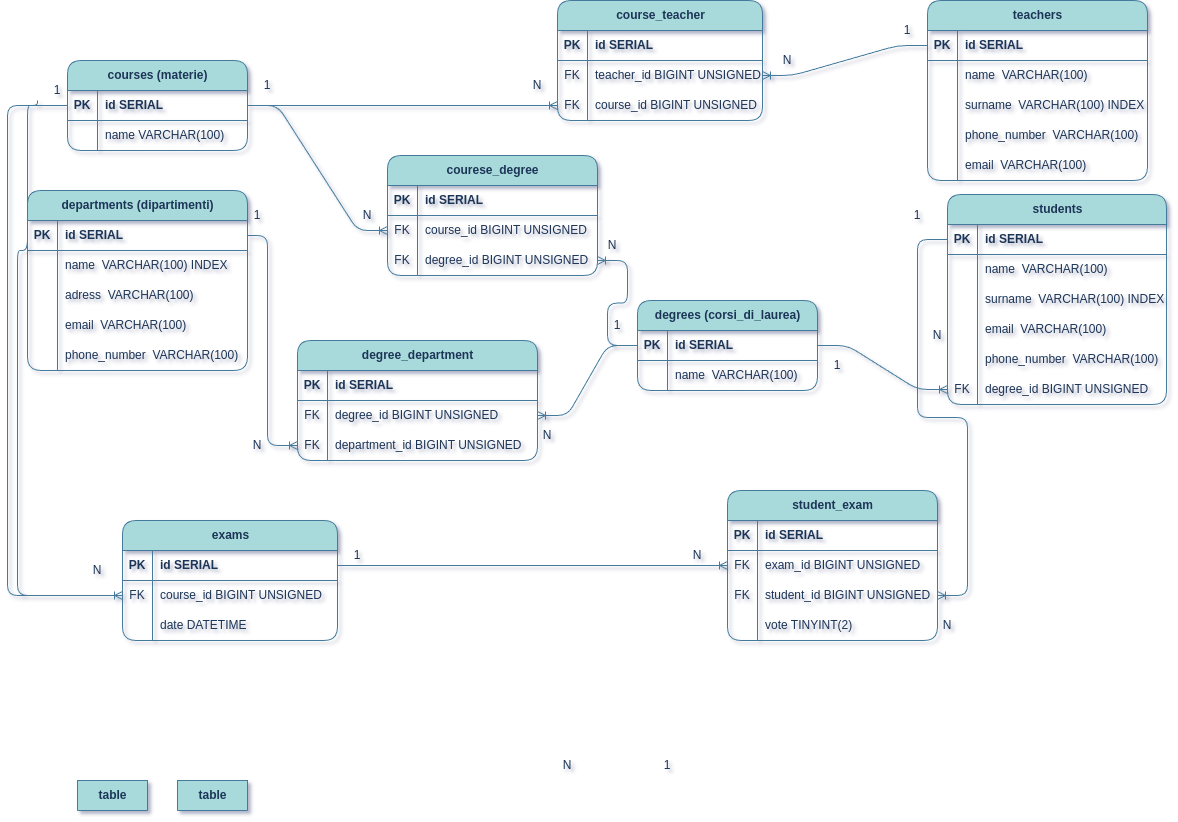 course_teacher
PK id SERIAL
FK teacher_id BIGINT UNSIGNED
FK course_id BIGINT UNSIGNED
teachers
PK id SERIAL
name VARCHAR(100)
surname VARCHAR(100) INDEX
phone_number VARCHAR(100)
email VARCHAR(100)
1
N
courses (materie)
PK id SERIAL
name VARCHAR(100)
1
1
N
courese_degree
PK id SERIAL
FK course_id BIGINT UNSIGNED
FK degree_id BIGINT UNSIGNED
N
N
departments (dipartimenti)
PK id SERIAL
name VARCHAR(100) INDEX
adress VARCHAR(100)
email VARCHAR(100)
phone_number VARCHAR(100)
1
students
PK id SERIAL
name VARCHAR(100)
surname VARCHAR(100) INDEX
email VARCHAR(100)
phone_number VARCHAR(100)
FK degree_id BIGINT UNSIGNED
1
N
degrees (corsi_di_laurea)
PK id SERIAL
name VARCHAR(100)
1
1
degree_department
PK id SERIAL
FK degree_id BIGINT UNSIGNED
FK department_id BIGINT UNSIGNED
N
N
student_exam
PK id SERIAL
FK exam_id BIGINT UNSIGNED
FK student_id BIGINT UNSIGNED
vote TINYINT(2)
N
N
exams
PK id SERIAL
FK course_id BIGINT UNSIGNED
date DATETIME
1
N
N
1
table
table